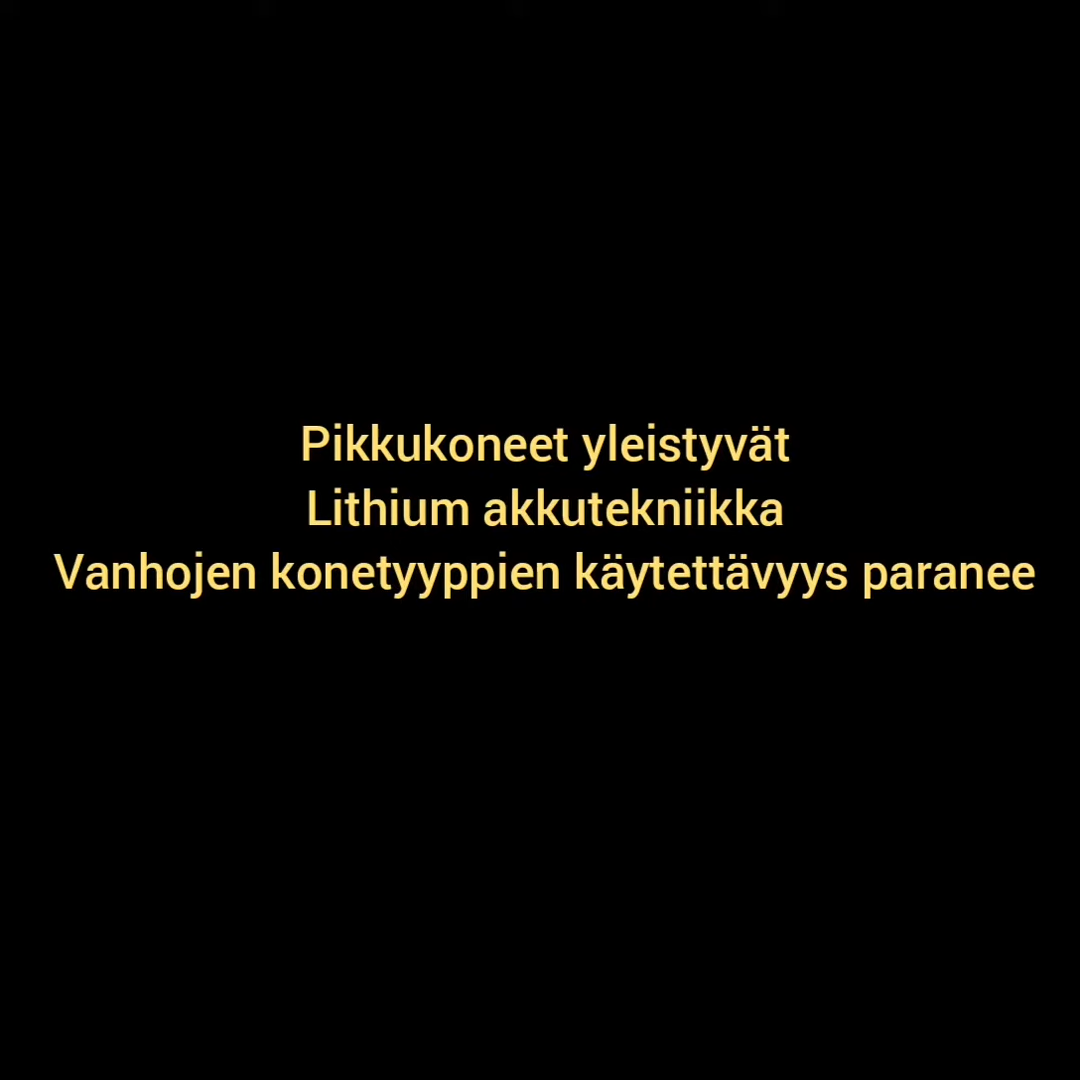 Pikkukoneet yleistyvät
Lithium akkutekniikka
Vanhojen konetyyppien käytettävyys paranee